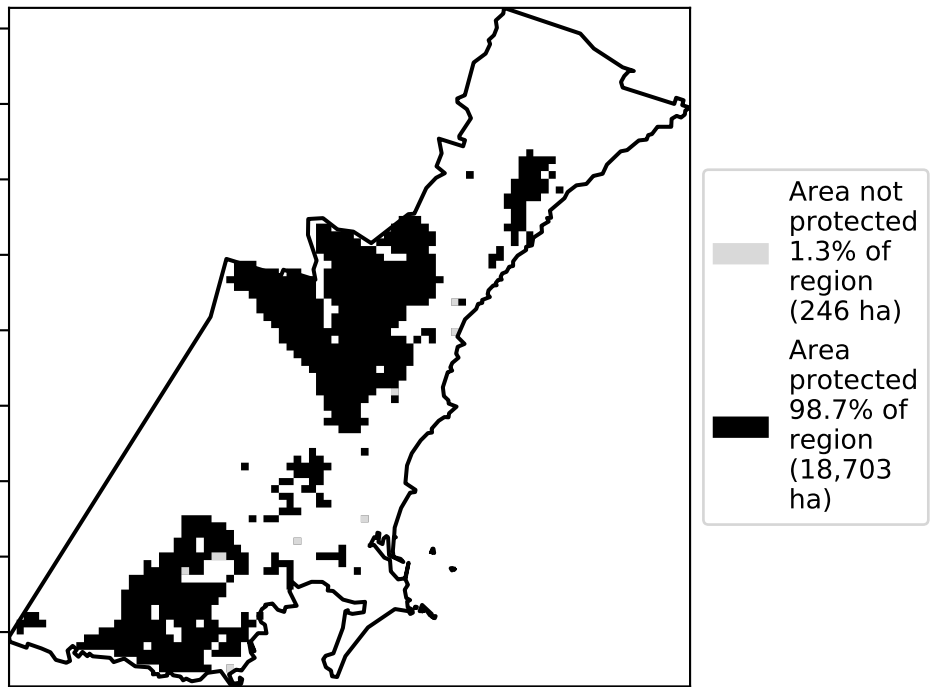 Area not
protected
1.3% of
region
(246 ha)
Area
protected
98.7% of
region
(18,703
ha)